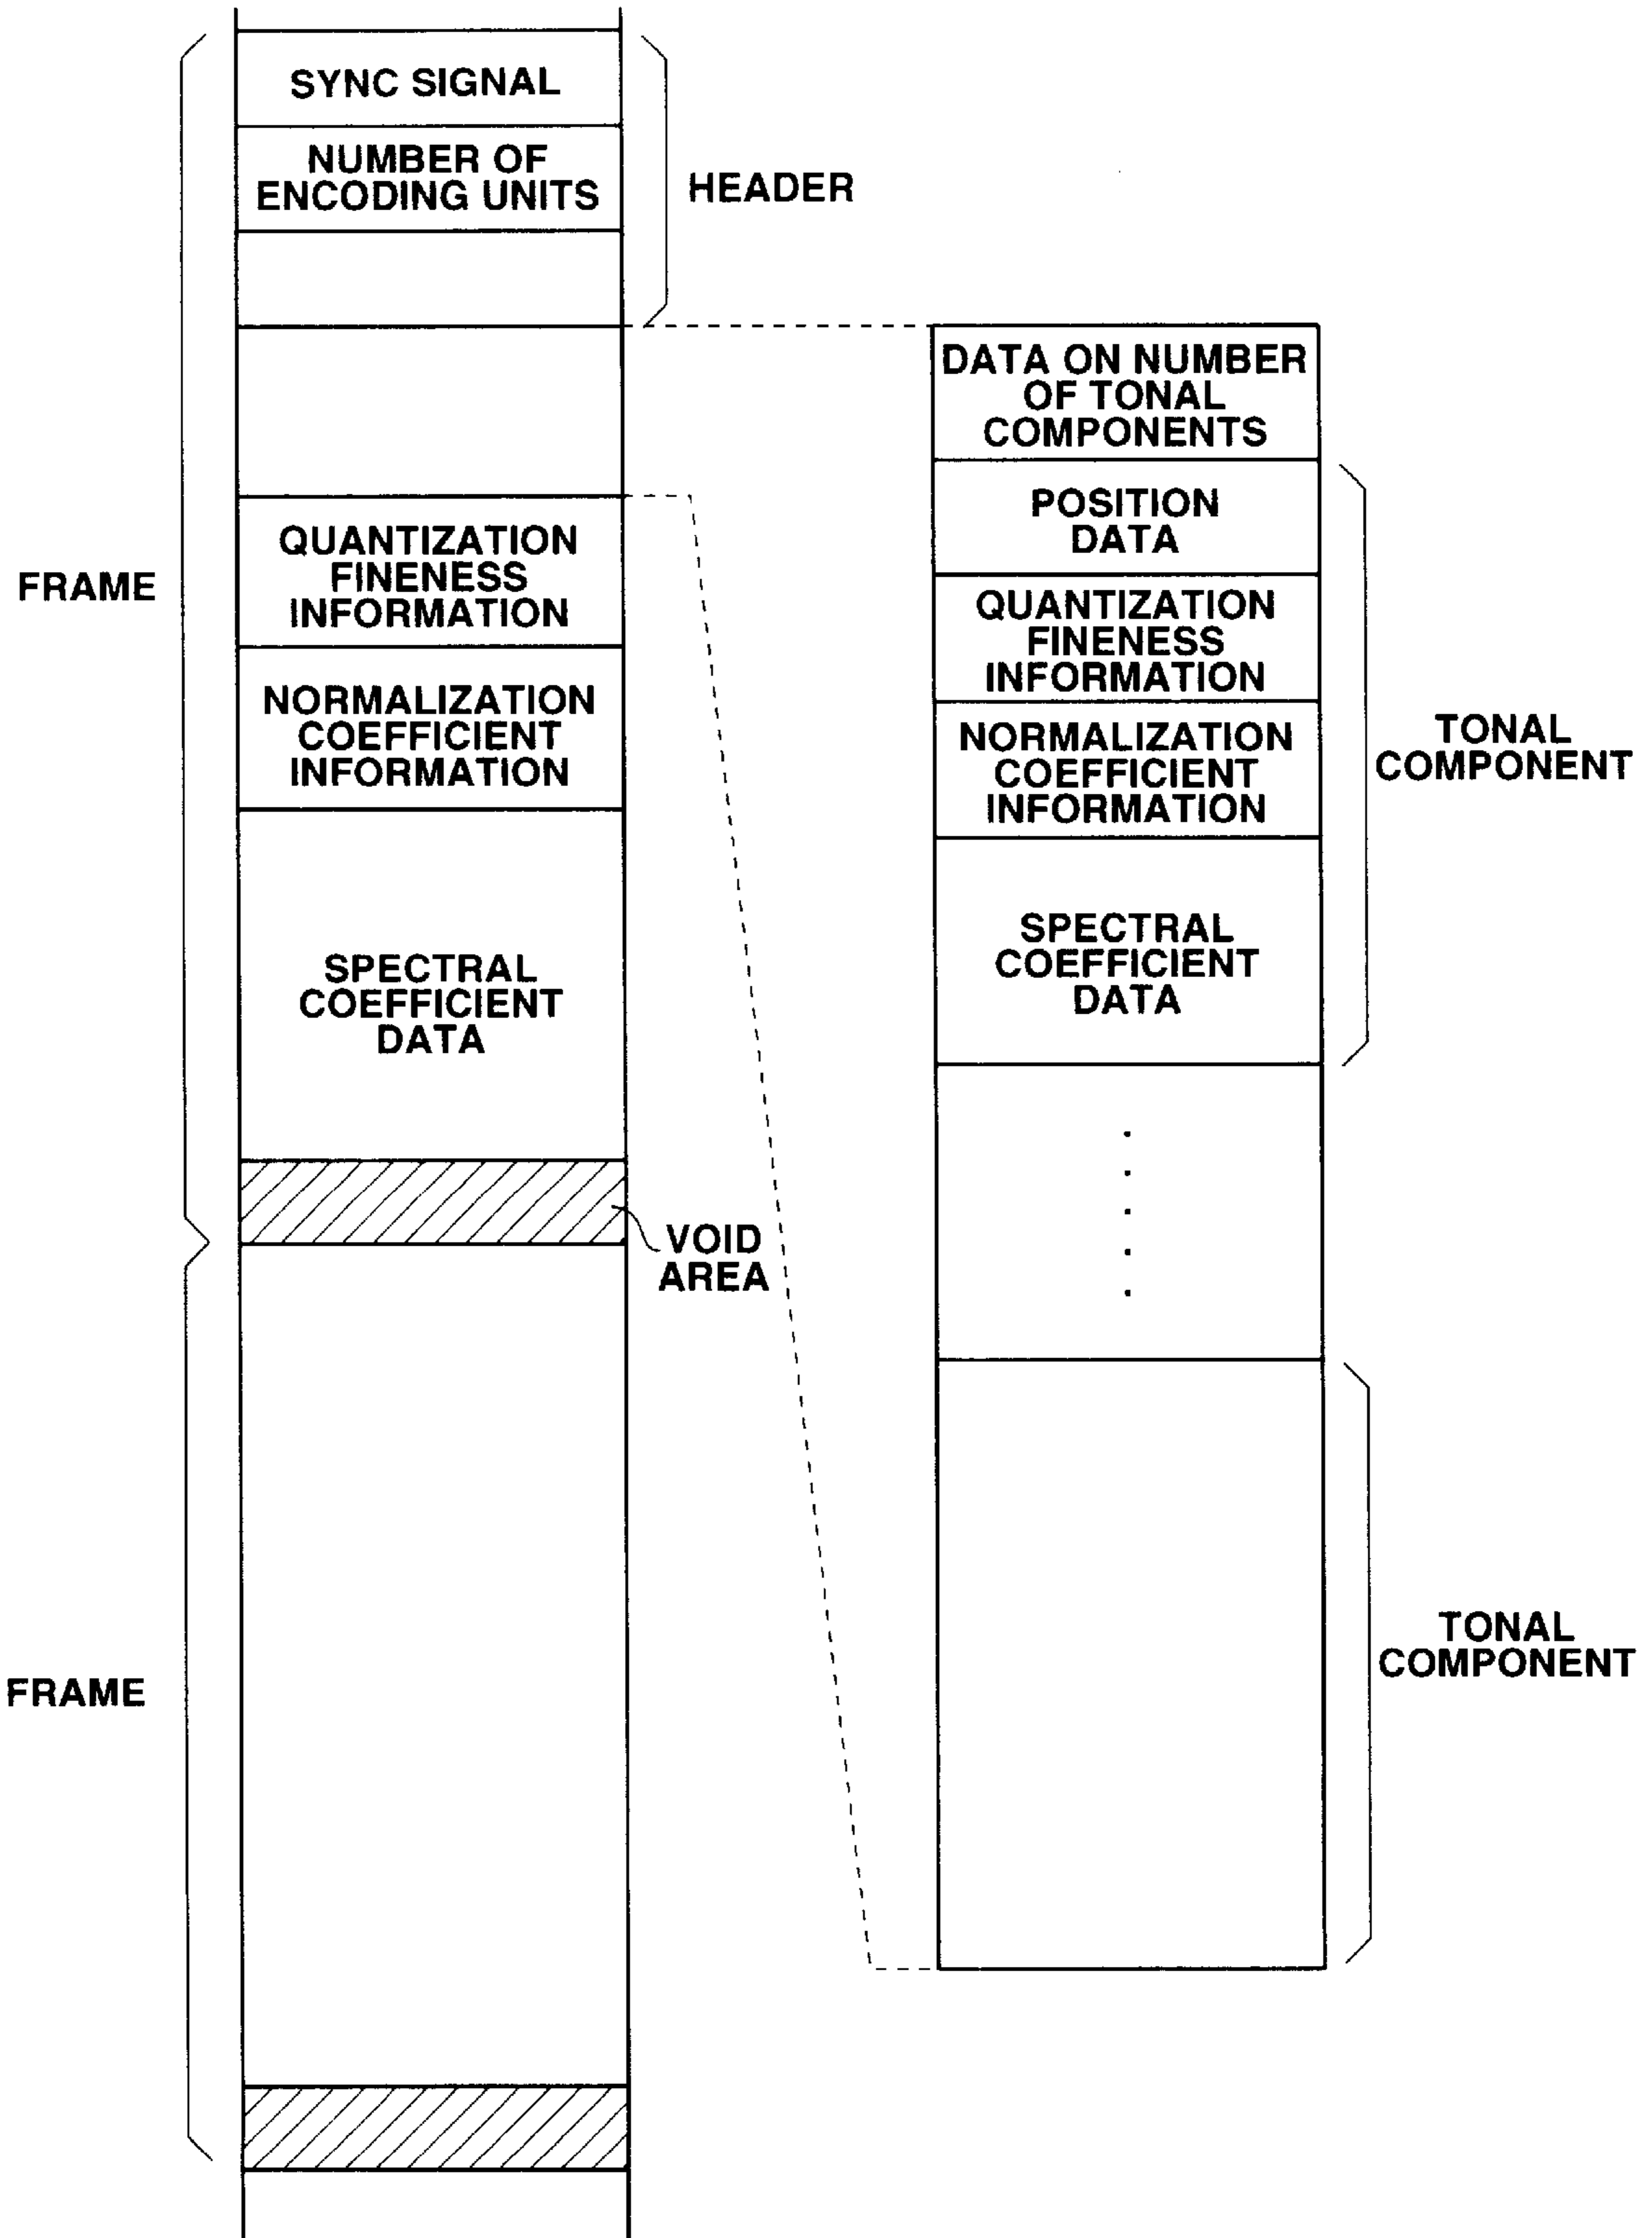 SYNC SIGNAL
NUMBER OF
ENCODING UNITS
HEADER
FRAME
QUANTIZATION
FINENESS
INFORMATION
NORMALIZATION
COEFFICIENT
INFORMATION
SPECTRAL
COEFFICIENT
DATA
VOID
AREA
FRAME
DATA ON NUMBER
OF TONAL
COMPONENTS
POSITION
DATA
QUANTIZATION
FINENESS
INFORMATION
NORMALIZATION
COEFFICIENT
INFORMATION
TONAL
COMPONENT
SPECTRAL
COEFFICIENT
DATA
TONAL
COMPONENT